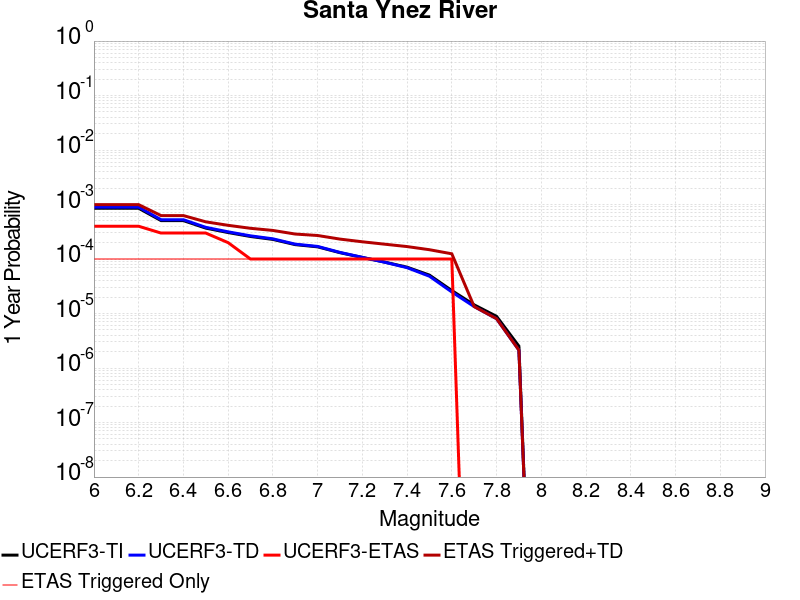 Santa Ynez River
1 Year Probability
10^0
10^-1
10^-2
10^-3
10^-4
10^-5
10^-6
10^-7
10^-8
6 6.2 6.4 6.6 6.8 7 7.2 7.4 7.6 7.8 8 8.2 8.4 8.6 8.8 9
Magnitude
UCERF3-TI UCERF3-TD UCERF3-ETAS ETAS Triggered+TD
ETAS Triggered Only